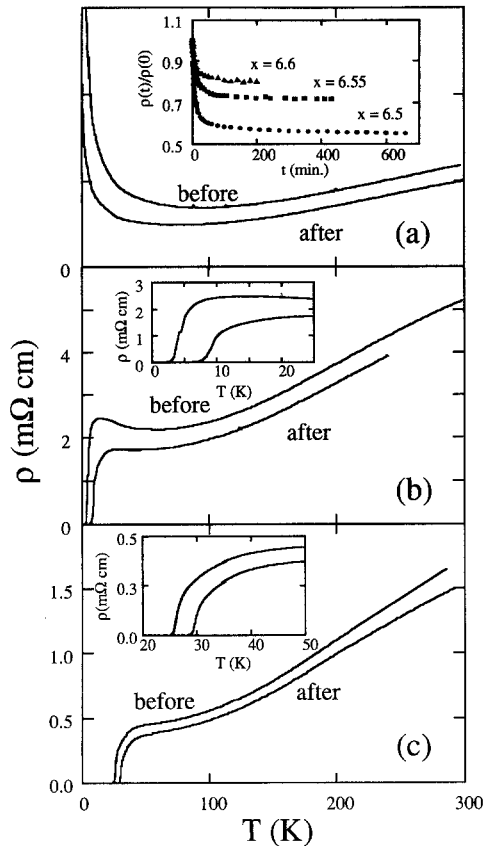 1.1
0.9
0.7
0.5
ρ(t)/ρ(0)
x = 6.6
x = 6.55
x = 6.5
0 200 400 600
t (min.)
before
after
(a)
0
3
2
1
0
ρ (mΩ cm)
0 10 20
T (K)
4
2
0
ρ (mΩ cm)
before
after
(b)
0.5
0.3
0.0
ρ(mΩ cm)
20 30 40 50
T (K)
1.5
1.0
0.5
0.0
before
after
(c)
0 100 200 300
T (K)